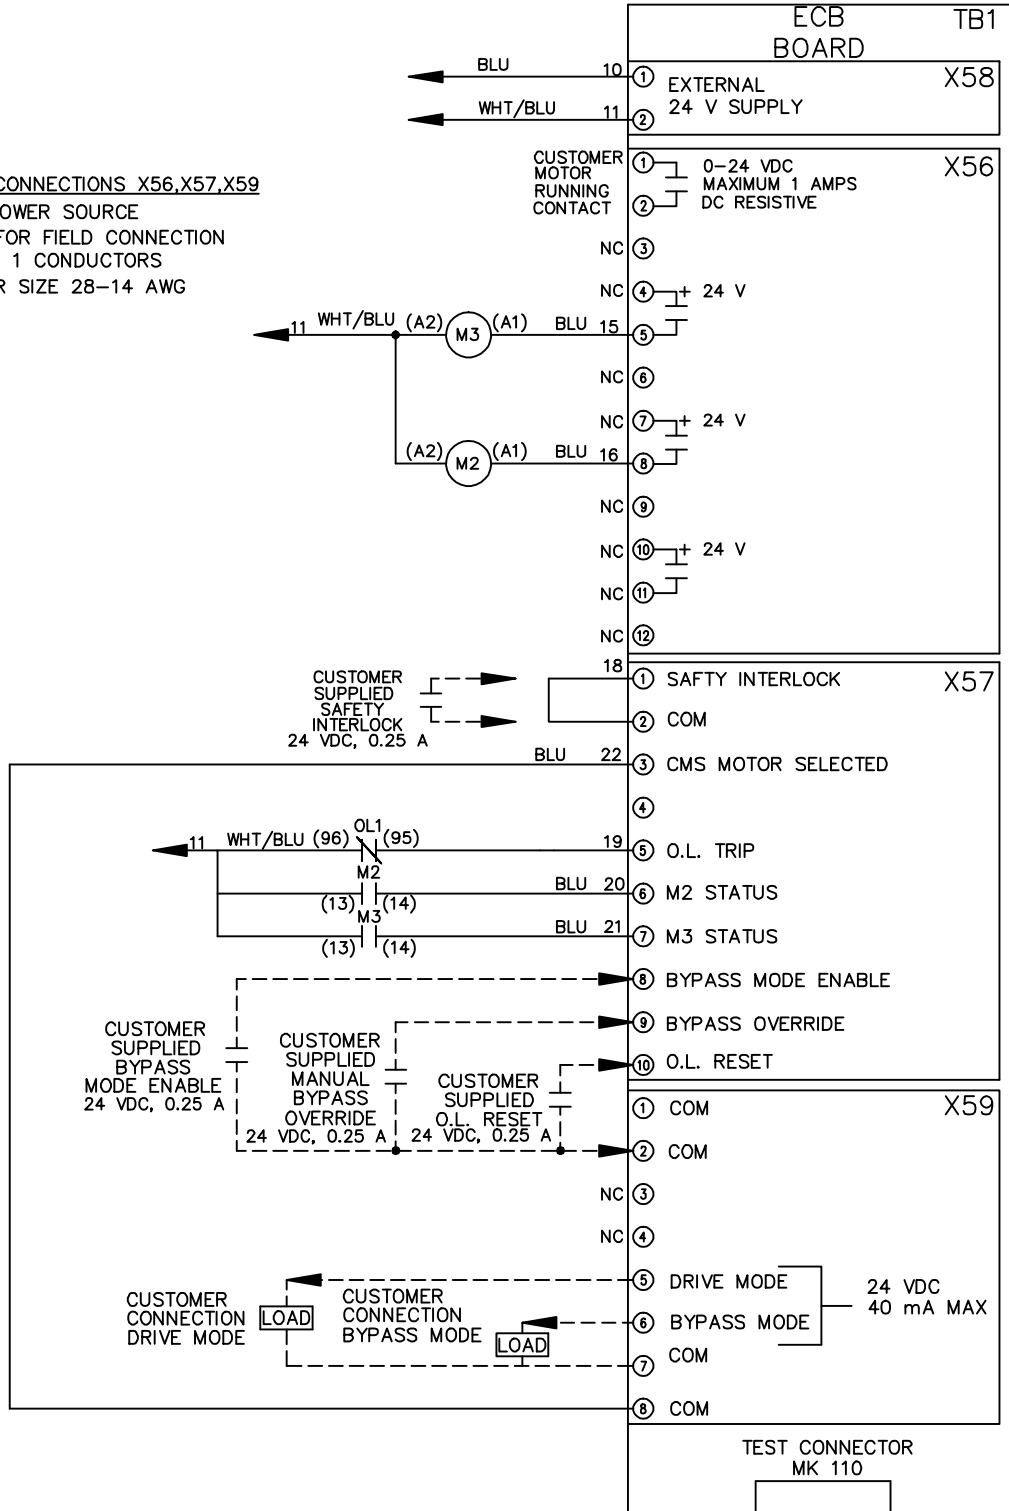 ECB
BOARD
TB1
BLU
10
1
EXTERNAL
24 V SUPPLY
X58
WHT/BLU
11
2
CONNECTIONS X56,X57,X59
OWER SOURCE
FOR FIELD CONNECTION
1 CONDUCTORS
R SIZE 28-14 AWG
CUSTOMER
MOTOR
RUNNING
CONTACT
1
2
0-24 VDC
MAXIMUM 1 AMPS
DC RESISTIVE
X56
NC 3
NC 4 + 24 V
11 WHT/BLU (A2) M3 (A1) BLU 15 5
NC 6
NC 7 + 24 V
(A2) M2 (A1) BLU 16 8
NC 9
NC 10 + 24 V
NC 11
NC 12
CUSTOMER
SUPPLIED
SAFETY
INTERLOCK
24 VDC, 0.25 A
18 1 SAFTY INTERLOCK
X57
2 COM
BLU 22 3 CMS MOTOR SELECTED
4
11 WHT/BLU (96) OL1 (95) 19 5 O.L. TRIP
M2
(13) (14) BLU 20 6 M2 STATUS
M3
(13) (14) BLU 21 7 M3 STATUS
8 BYPASS MODE ENABLE
9 BYPASS OVERRIDE
10 O.L. RESET
CUSTOMER
SUPPLIED
BYPASS
MODE ENABLE
24 VDC, 0.25 A
CUSTOMER
SUPPLIED
MANUAL
BYPASS
OVERRIDE
24 VDC, 0.25 A
CUSTOMER
SUPPLIED
O.L. RESET
24 VDC, 0.25 A
1 COM
X59
2 COM
NC 3
NC 4
5 DRIVE MODE
6 BYPASS MODE
24 VDC
40 mA MAX
7 COM
8 COM
CUSTOMER
CONNECTION
DRIVE MODE
LOAD
CUSTOMER
CONNECTION
BYPASS MODE
LOAD
TEST CONNECTOR
MK 110